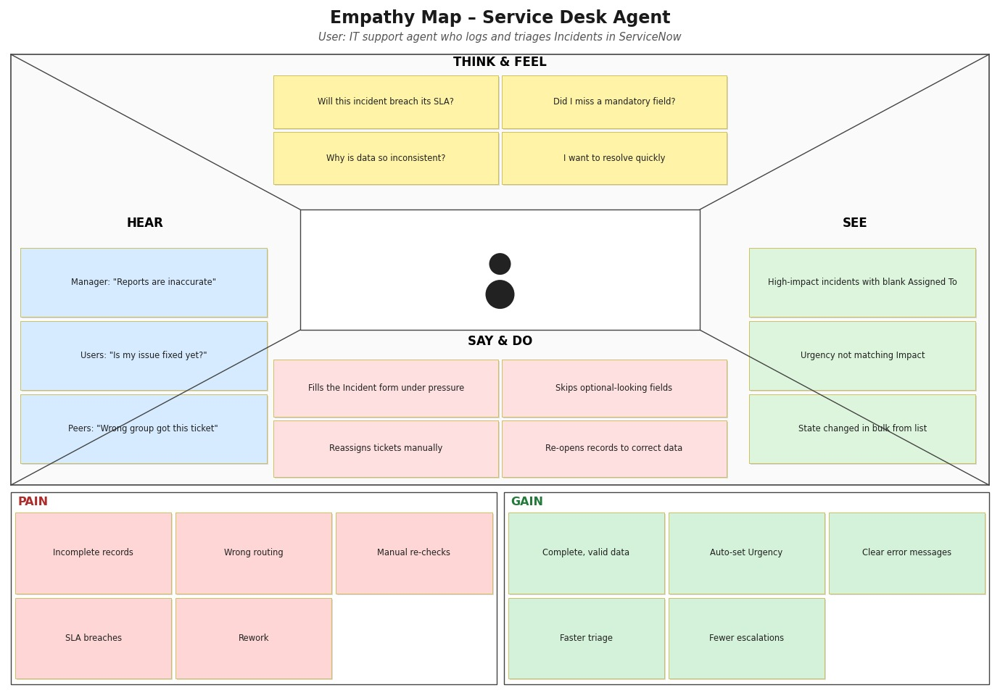 Empathy Map – Service Desk Agent
User: IT support agent who logs and triages Incidents in ServiceNow
THINK & FEEL
Will this incident breach its SLA?
Did I miss a mandatory field?
Why is data so inconsistent?
I want to resolve quickly
HEAR
Manager: "Reports are inaccurate"
Users: "Is my issue fixed yet?"
Peers: "Wrong group got this ticket"
SEE
High-impact incidents with blank Assigned To
Urgency not matching Impact
State changed in bulk from list
SAY & DO
Fills the Incident form under pressure
Skips optional-looking fields
Reassigns tickets manually
Re-opens records to correct data
PAIN
Incomplete records
Wrong routing
Manual re-checks
SLA breaches
Rework
GAIN
Complete, valid data
Auto-set Urgency
Clear error messages
Faster triage
Fewer escalations